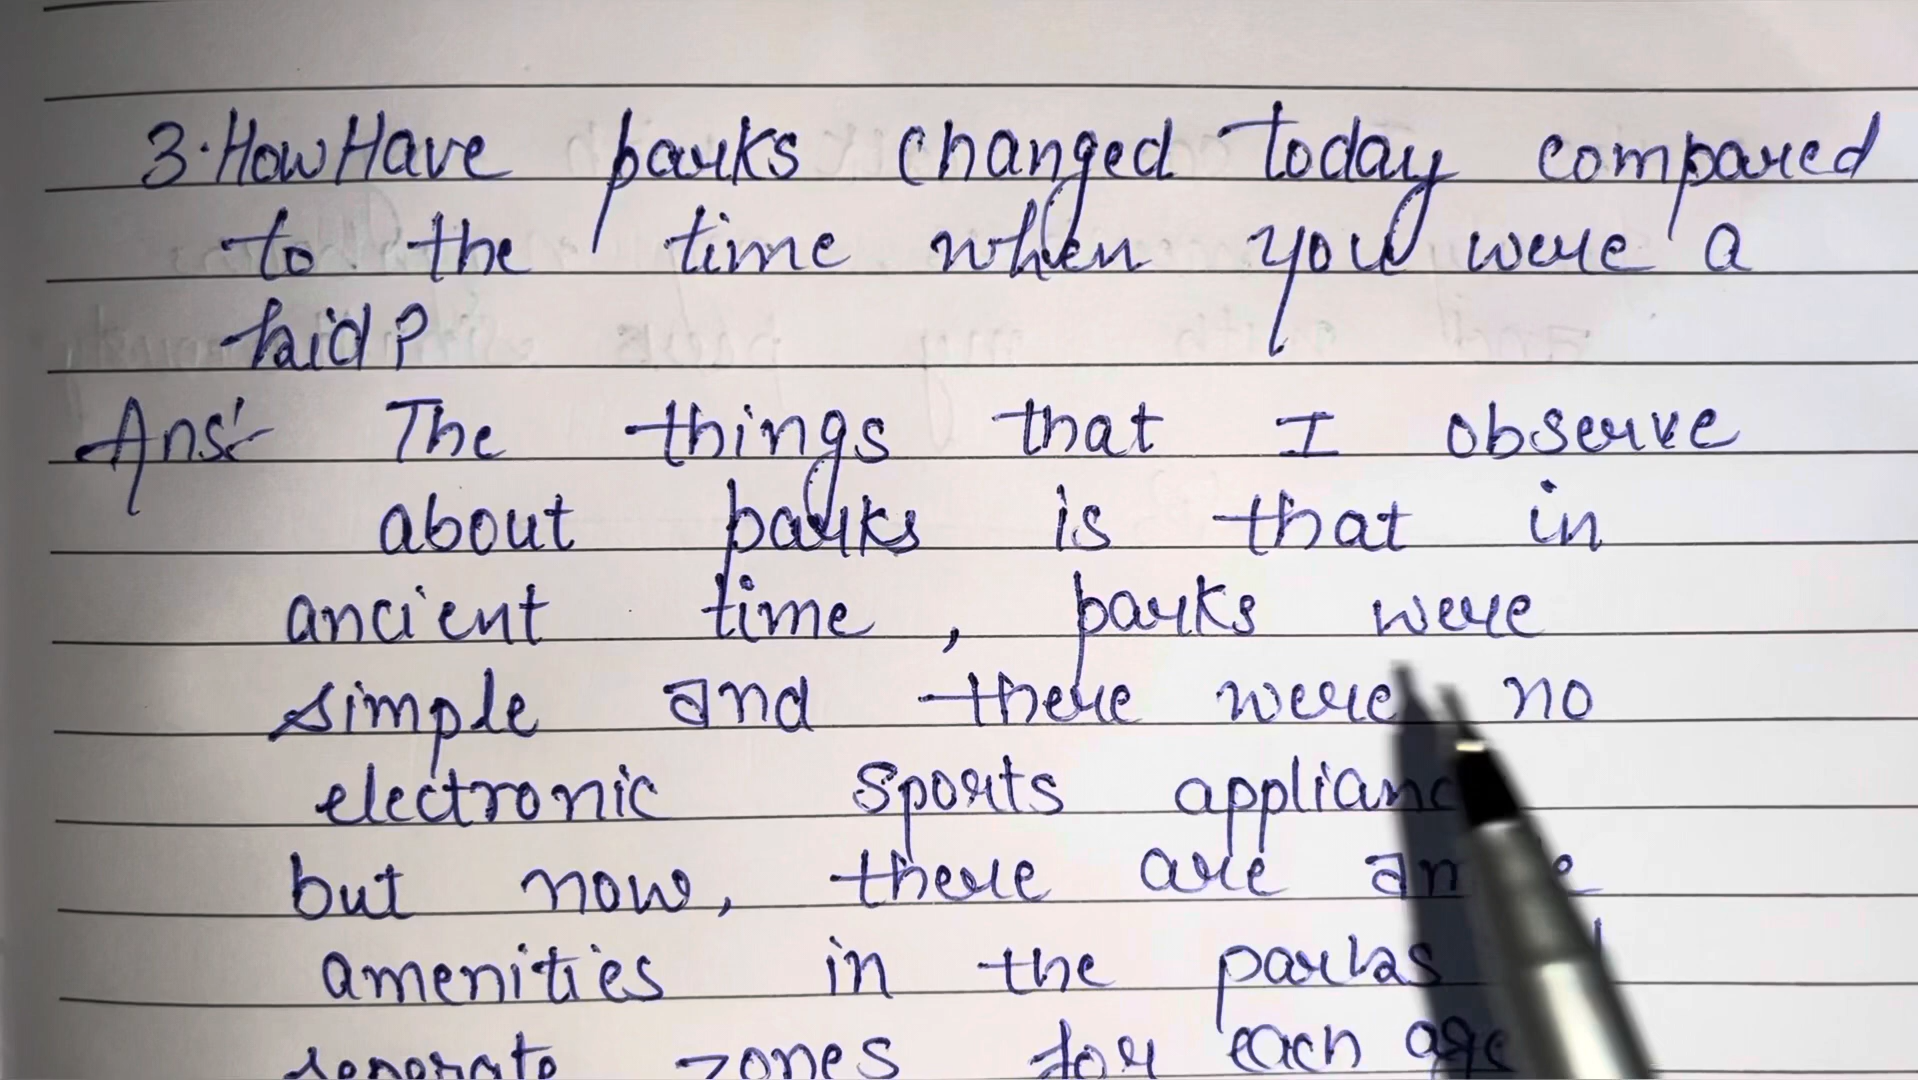 3. How Have parks changed today compared
to the time when you were a
kid?
Ans:- The things that I observe
about parks is that in
ancient time, parks were
simple and there were no
electronic sports
but now, there are
amenities in the parks
separate zones for each age